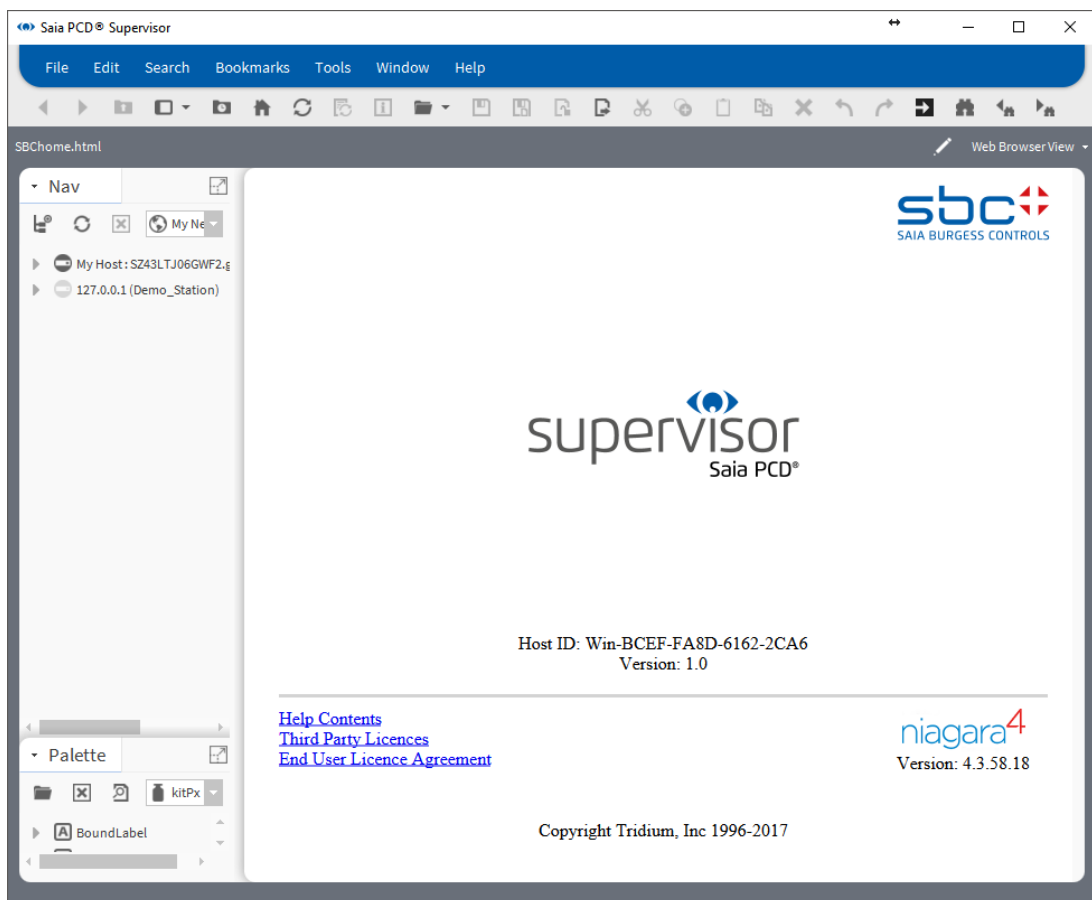 Saia PCD® Supervisor
File Edit Search Bookmarks Tools Window Help
SBChome.html
Web Browser View
Nav
My Ne
My Host : SZ43LTJ06GWF2.g
127.0.0.1 (Demo_Station)
sbc
SAIA BURGESS CONTROLS
supervisor
Saia PCD®
Host ID: Win-BCEF-FA8D-6162-2CA6
Version: 1.0
Help Contents
Third Party Licences
End User Licence Agreement
niagara4
Version: 4.3.58.18
Copyright Tridium, Inc 1996-2017
Palette
kitPx
A BoundLabel